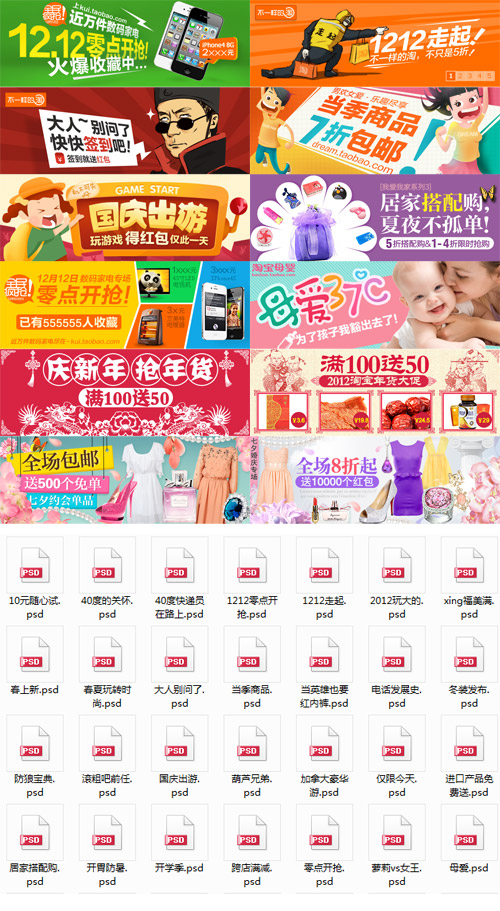 上kui.taobao.com
近万件数码家电
12.12零点开抢!
火爆收藏中...
iPhone4 8G
2×××元
不一样的淘
1212走起!
不一样的淘,不只是5折!
1 2 3 4 5
不一样的淘
大人~别问了
快快签到吧!
签到就送红包
喜欢女爱·乐趣尽享
当季商品
7折包邮
dream.taobao.com
GAME START
国庆出游
玩游戏 得红包 仅此一天
[我爱我家系列3]
居家搭配购,
夏夜不孤单!
5折搭配购&1-4折限时抢购
12月12日 数码家电专场
零点开抢!
已有555555人收藏
近万件数码家电尽在-kui.taobao.com
1xxx元
3xxx元
淘宝母婴
母爱37℃
为了孩子我豁出去了!
庆新年 抢年货
满100送50
满100送50
2012淘宝年货大促
¥3.6
¥19.8
¥24.5
¥29
全场包邮
送500个免单
七夕约会单品
七夕婚庆专场
全场8折起
送10000个红包
PSD PSD PSD PSD PSD PSD PSD
10元随心试.psd
40度的关怀.psd
40度快递员在路上.psd
1212零点开抢.psd
1212走起.psd
2012玩大的.psd
xing福美满.psd
PSD PSD PSD PSD PSD PSD PSD
春上新.psd
春夏玩转时尚.psd
大人别问了.psd
当季商品.psd
当英雄也要红内裤.psd
电话发展史.psd
冬装发布.psd
PSD PSD PSD PSD PSD PSD PSD
防狼宝典.psd
滚粗吧前任.psd
国庆出游.psd
葫芦兄弟.psd
加拿大豪华游.psd
仅限今天.psd
进口产品免费送.psd
PSD PSD PSD PSD PSD PSD PSD
居家搭配购.psd
开胃防暑.psd
开学季.psd
跨店满减.psd
零点开抢.psd
萝莉vs女王.psd
母爱.psd